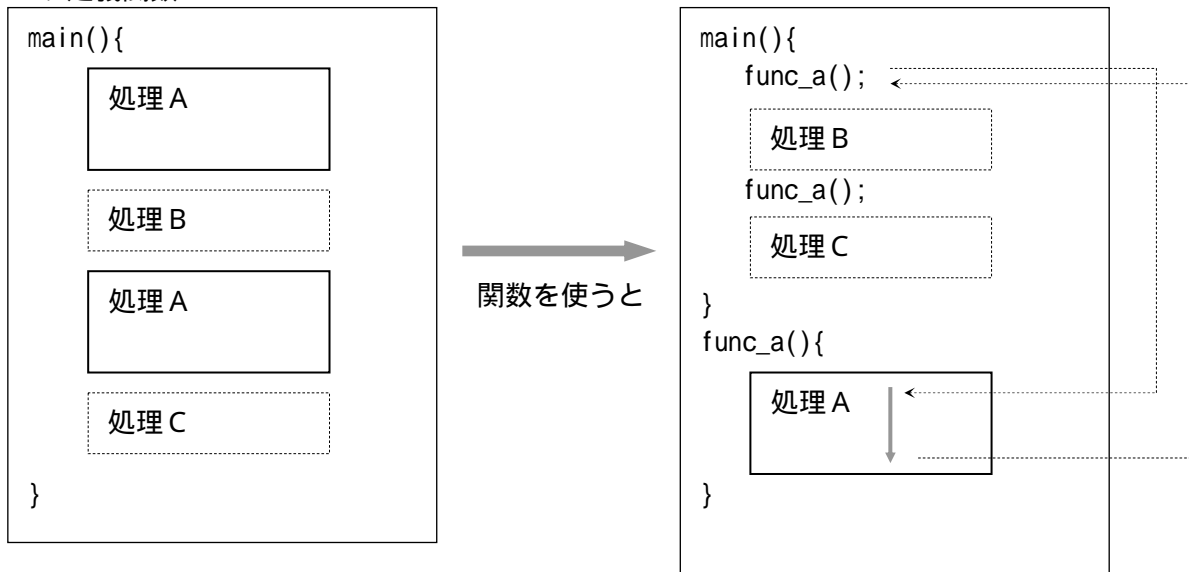 main(){
処理A
処理B
処理A
処理C
}
関数を使うと
main(){
func_a();
処理B
func_a();
処理C
}
func_a(){
処理A
}